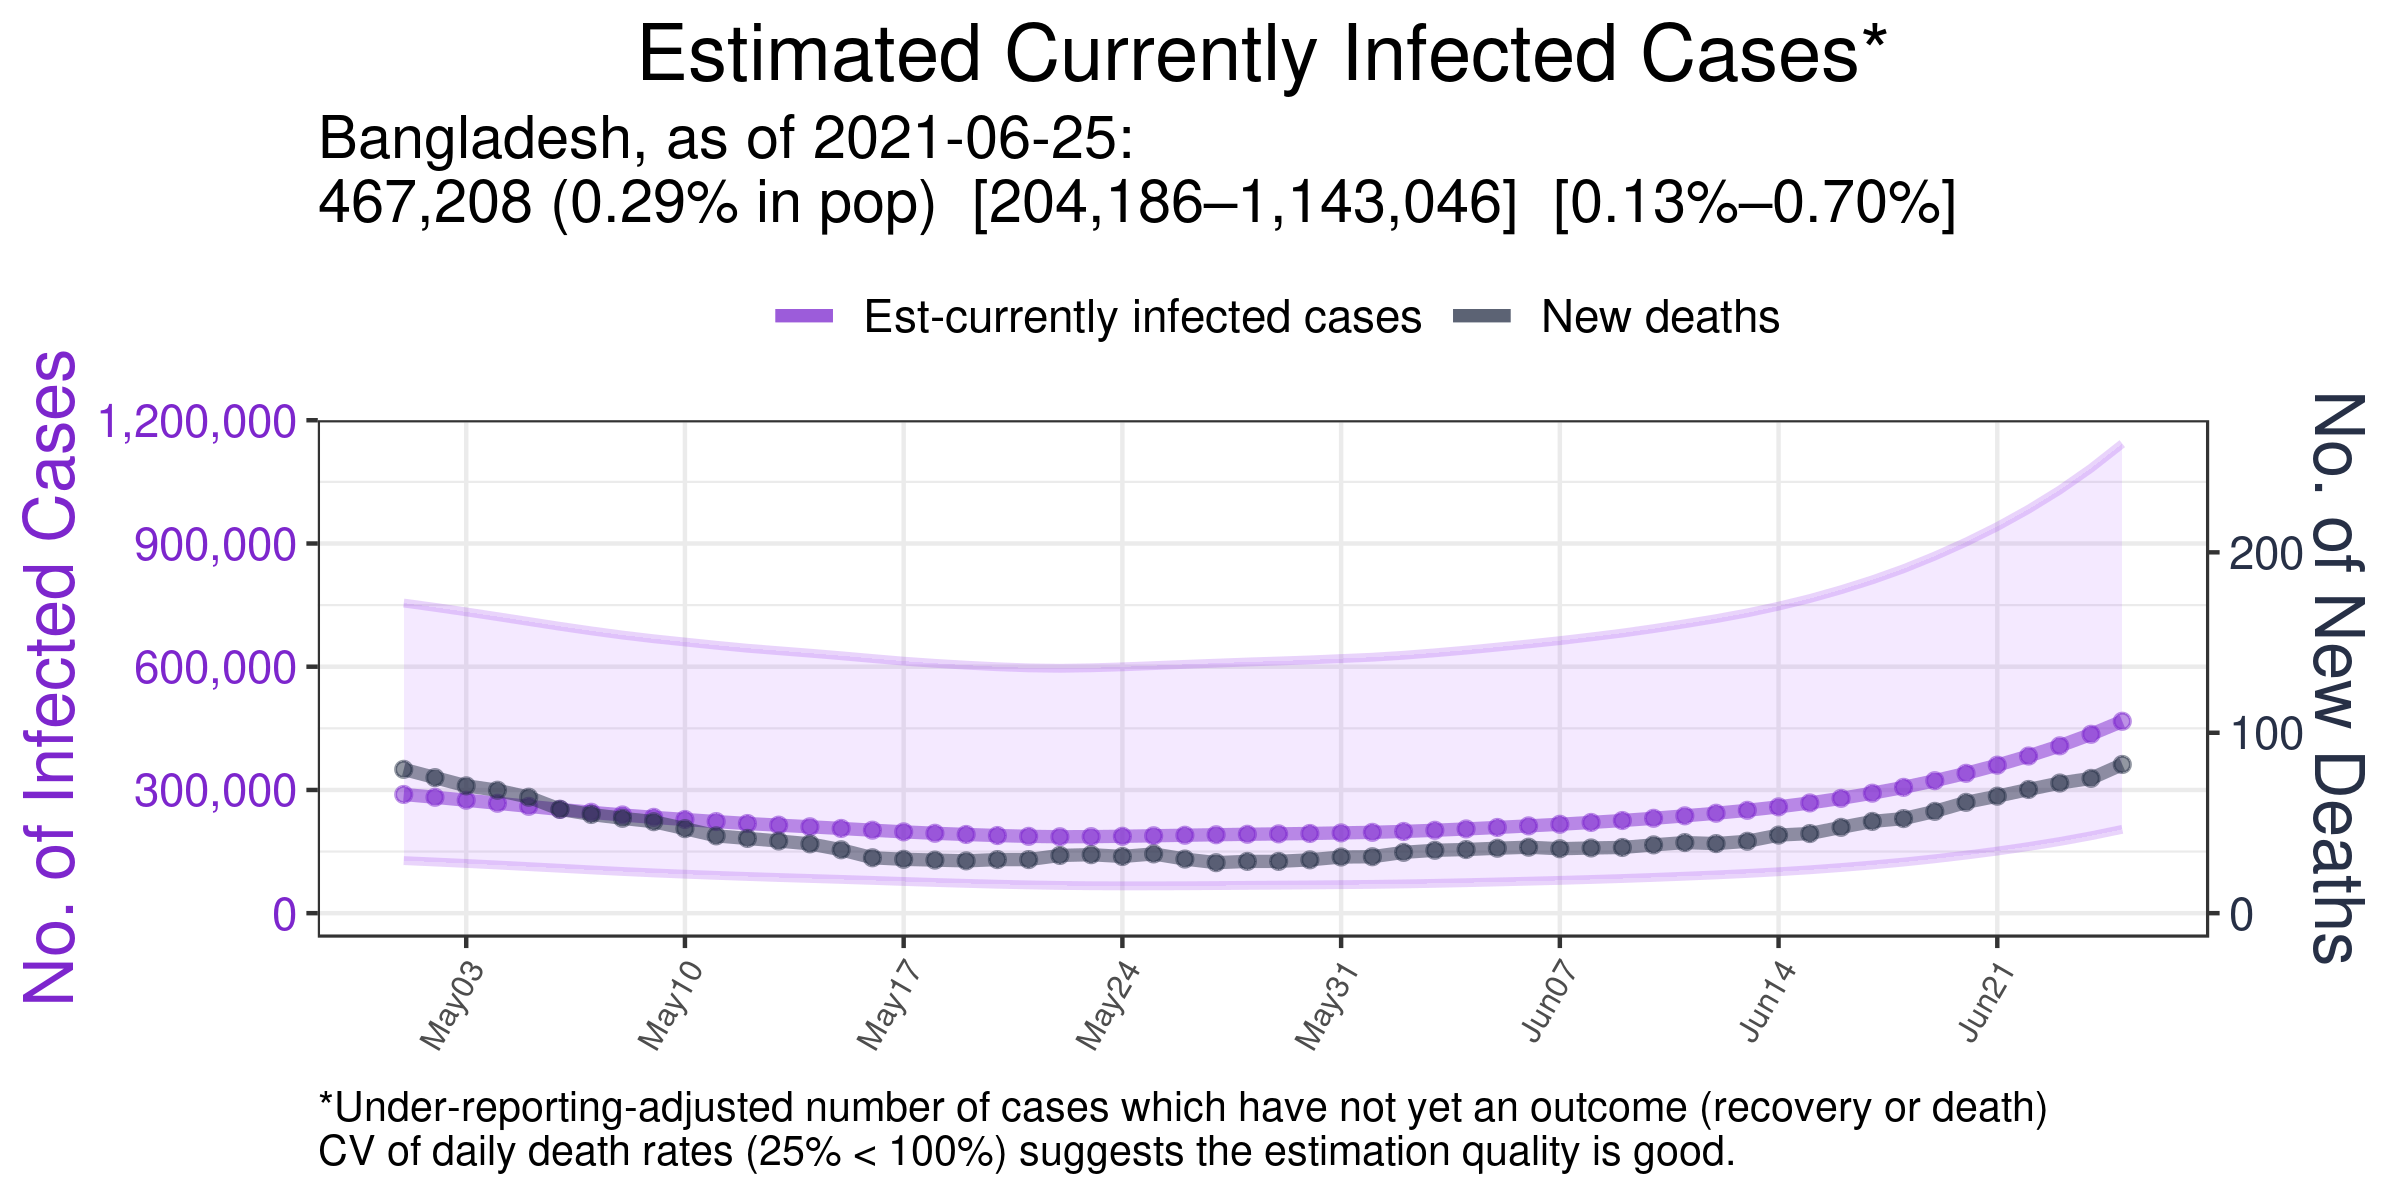 Estimated Currently Infected Cases*
Bangladesh, as of 2021-06-25:
467,208 (0.29% in pop)  [204,186–1,143,046]  [0.13%–0.70%]
Est-currently infected cases
New deaths
No. of Infected Cases
1,200,000
900,000
600,000
300,000
0
No. of New Deaths
200
100
0
May03
May10
May17
May24
May31
Jun07
Jun14
Jun21
*Under-reporting-adjusted number of cases which have not yet an outcome (recovery or death)
CV of daily death rates (25% < 100%) suggests the estimation quality is good.